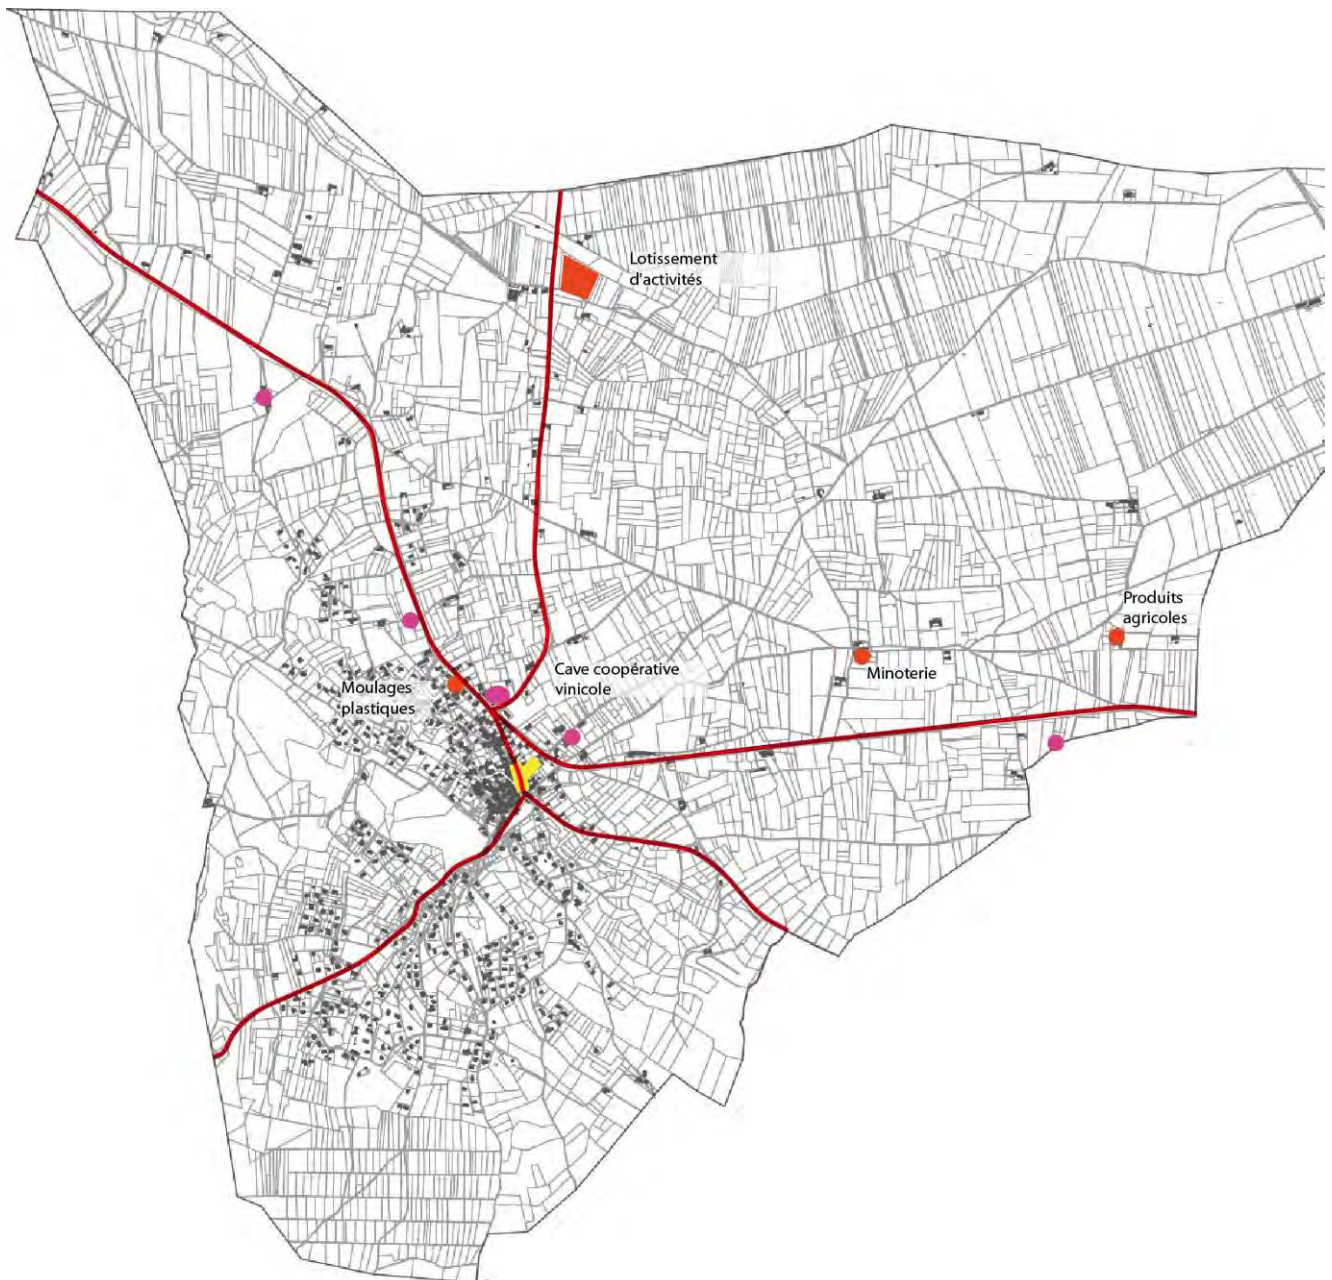 Lotissement
d'activités
Produits
agricoles
Cave coopérative
vinicole
Minoterie
Moulages
plastiques